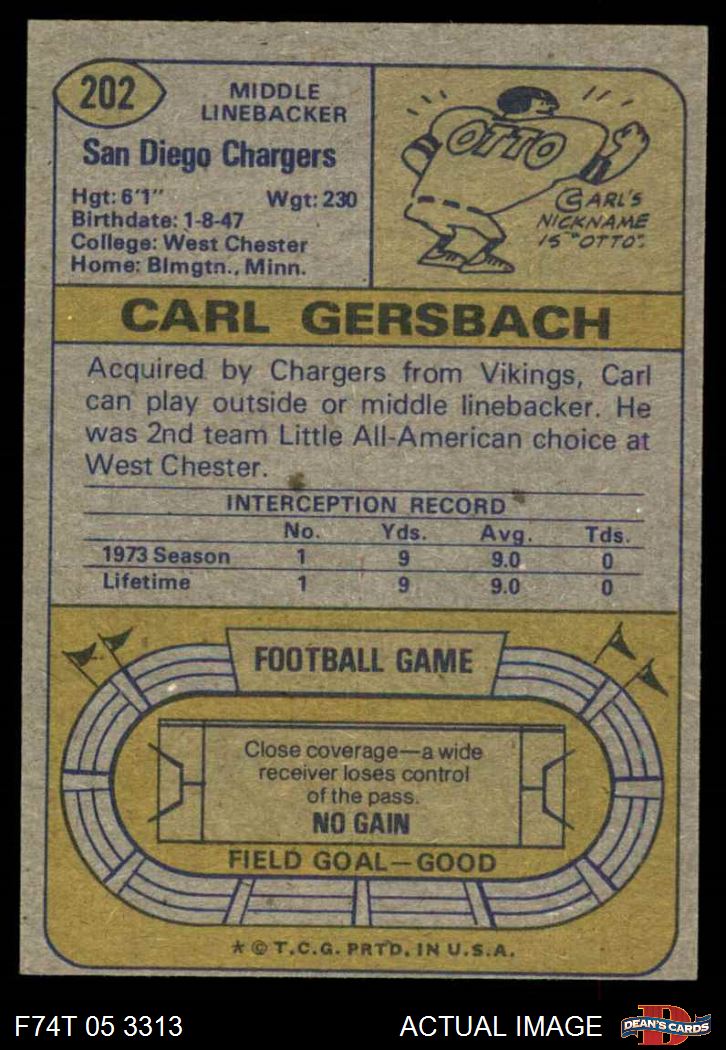 202
MIDDLE
LINEBACKER
San Diego Chargers
Hgt: 6'1" Wgt: 230
Birthdate: 1-8-47
College: West Chester
Home: Blmgtn., Minn.
OTTO
CARL'S
NICKNAME
IS "OTTO".
CARL GERSBACH
Acquired by Chargers from Vikings, Carl
can play outside or middle linebacker. He
was 2nd team Little All-American choice at
West Chester.
INTERCEPTION RECORD
No. Yds. Avg. Tds.
1973 Season 1 9 9.0 0
Lifetime 1 9 9.0 0
FOOTBALL GAME
Close coverage—a wide
receiver loses control
of the pass.
NO GAIN
FIELD GOAL—GOOD
* © T.C.G. PRTD. IN U.S.A.
F74T 05 3313 ACTUAL IMAGE
D
DEAN'S CARDS